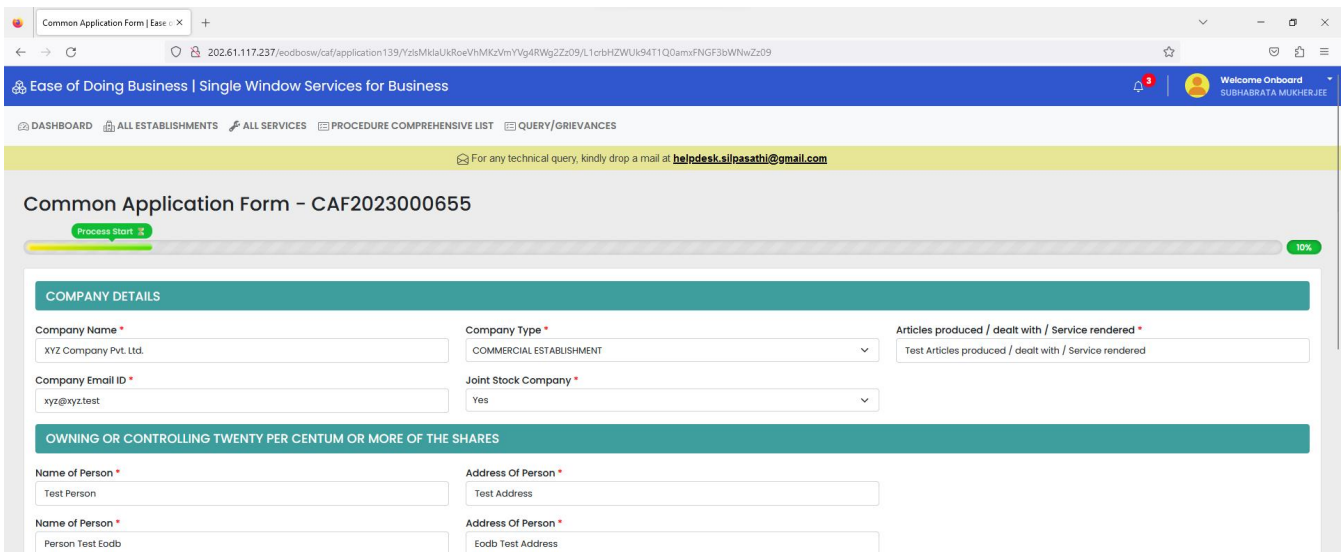 Common Application Form | Ease o
202.61.117.237/eodbosw/caf/application139/YzlsMklaUkRoeVhMKzVmYVg4RWg2Zz09/L1crbHZWUk94T1Q0amxFNGF3bWNwZz09
Ease of Doing Business | Single Window Services for Business
3
Welcome Onboard
SUBHABRATA MUKHERJEE
DASHBOARD ALL ESTABLISHMENTS ALL SERVICES PROCEDURE COMPREHENSIVE LIST QUERY/GRIEVANCES
For any technical query, kindly drop a mail at helpdesk.silpasathi@gmail.com
Common Application Form - CAF2023000655
Process Start
10%
COMPANY DETAILS
Company Name * Company Type * Articles produced / dealt with / Service rendered *
XYZ Company Pvt. Ltd. COMMERCIAL ESTABLISHMENT Test Articles produced / dealt with / Service rendered
Company Email ID * Joint Stock Company *
xyz@xyz.test Yes
OWNING OR CONTROLLING TWENTY PER CENTUM OR MORE OF THE SHARES
Name of Person * Address Of Person *
Test Person Test Address
Name of Person * Address Of Person *
Person Test Eodb Eodb Test Address